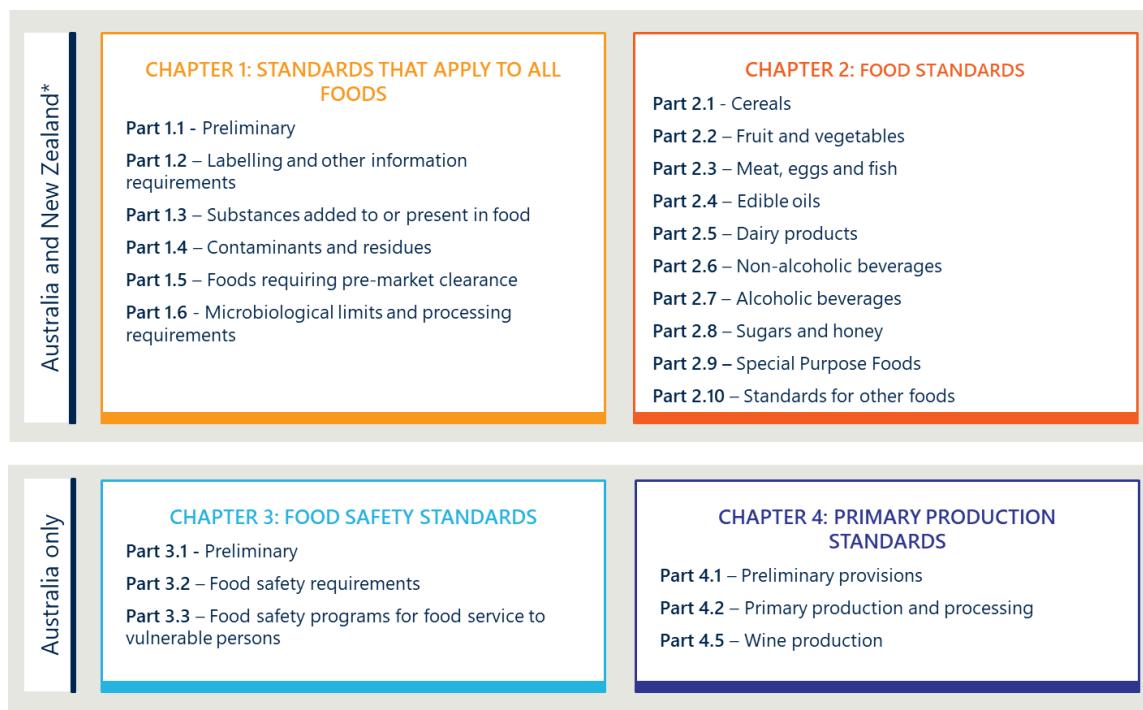 Australia and New Zealand*
CHAPTER 1: STANDARDS THAT APPLY TO ALL
FOODS
Part 1.1 - Preliminary
Part 1.2 – Labelling and other information
requirements
Part 1.3 – Substances added to or present in food
Part 1.4 – Contaminants and residues
Part 1.5 – Foods requiring pre-market clearance
Part 1.6 - Microbiological limits and processing
requirements
CHAPTER 2: FOOD STANDARDS
Part 2.1 - Cereals
Part 2.2 – Fruit and vegetables
Part 2.3 – Meat, eggs and fish
Part 2.4 – Edible oils
Part 2.5 – Dairy products
Part 2.6 – Non-alcoholic beverages
Part 2.7 – Alcoholic beverages
Part 2.8 – Sugars and honey
Part 2.9 – Special Purpose Foods
Part 2.10 – Standards for other foods
Australia only
CHAPTER 3: FOOD SAFETY STANDARDS
Part 3.1 - Preliminary
Part 3.2 – Food safety requirements
Part 3.3 – Food safety programs for food service to
vulnerable persons
CHAPTER 4: PRIMARY PRODUCTION
STANDARDS
Part 4.1 – Preliminary provisions
Part 4.2 – Primary production and processing
Part 4.5 – Wine production